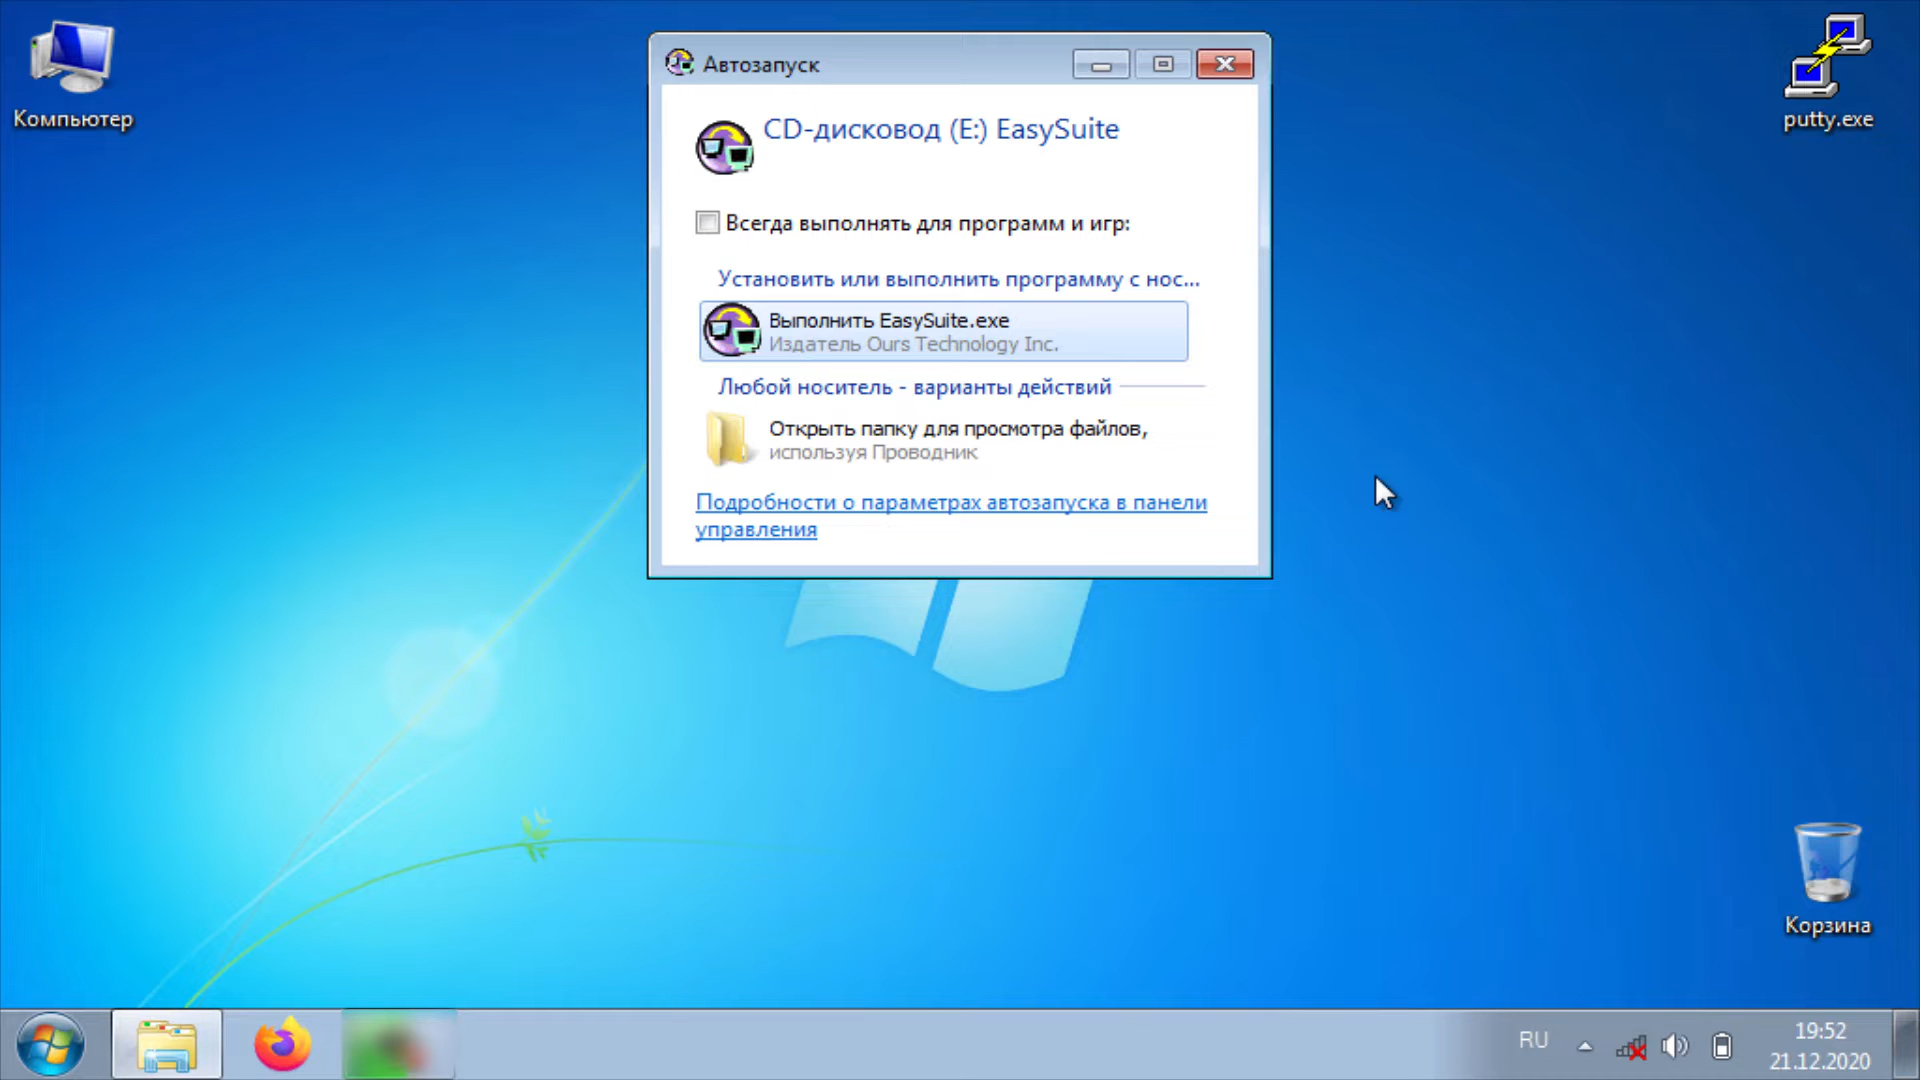 Компьютер
putty.exe
Автозапуск
CD-дисковод (E:) EasySuite
Всегда выполнять для программ и игр:
Установить или выполнить программу с нос...
Выполнить EasySuite.exe
Издатель Ours Technology Inc.
Любой носитель - варианты действий
Открыть папку для просмотра файлов,
используя Проводник
Подробности о параметрах автозапуска в панели
управления
Корзина
RU
19:52
21.12.2020